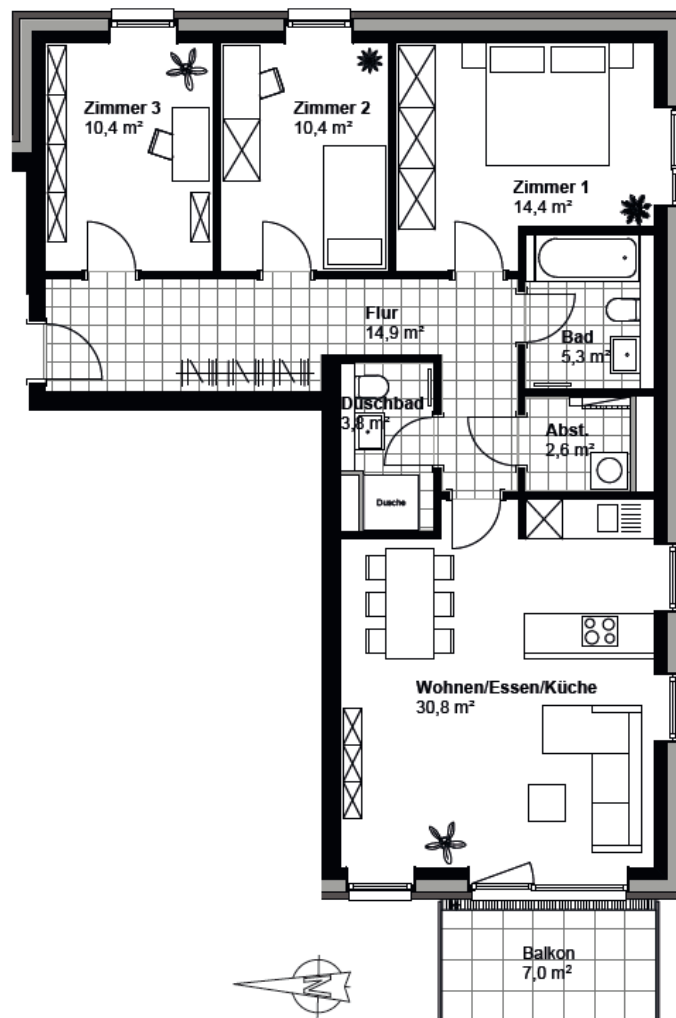 Zimmer 3
10,4 m²
Zimmer 2
10,4 m²
Zimmer 1
14,4 m²
Flur
14,9 m²
Bad
5,3 m²
Duschbad
3,8 m²
Abst.
2,6 m²
Dusche
Wohnen/Essen/Küche
30,8 m²
Balkon
7,0 m²
N